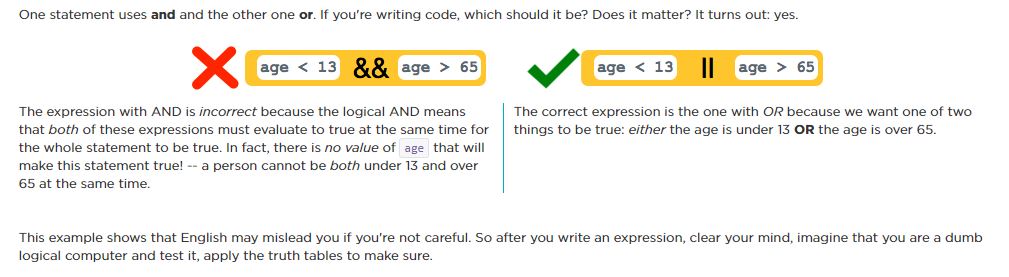 One statement uses and and the other one or. If you're writing code, which should it be? Does it matter? It turns out: yes.
age < 13 && age > 65
age < 13 || age > 65
The expression with AND is incorrect because the logical AND means
that both of these expressions must evaluate to true at the same time for
the whole statement to be true. In fact, there is no value of age that will
make this statement true! -- a person cannot be both under 13 and over
65 at the same time.
The correct expression is the one with OR because we want one of two
things to be true: either the age is under 13 OR the age is over 65.
This example shows that English may mislead you if you're not careful. So after you write an expression, clear your mind, imagine that you are a dumb
logical computer and test it, apply the truth tables to make sure.